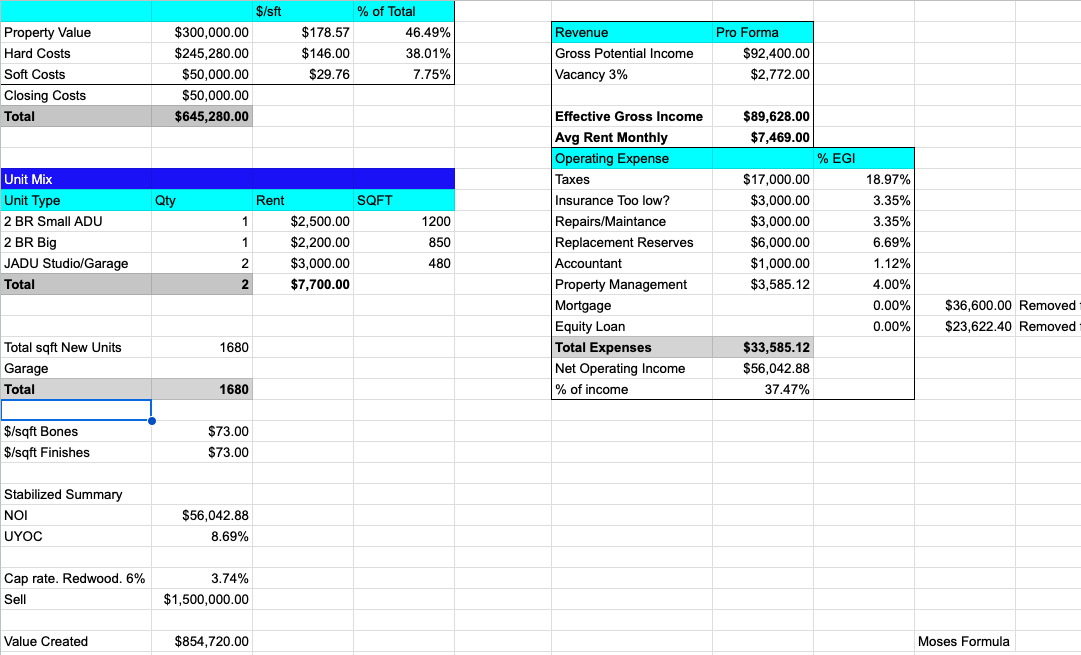 $/sft % of Total
Property Value $300,000.00 $178.57 46.49%
Hard Costs $245,280.00 $146.00 38.01%
Soft Costs $50,000.00 $29.76 7.75%
Closing Costs $50,000.00
Total $645,280.00
Unit Mix
Unit Type Qty Rent SQFT
2 BR Small ADU 1 $2,500.00 1200
2 BR Big 1 $2,200.00 850
JADU Studio/Garage 2 $3,000.00 480
Total 2 $7,700.00
Total sqft New Units 1680
Garage
Total 1680
$/sqft Bones $73.00
$/sqft Finishes $73.00
Stabilized Summary
NOI $56,042.88
UYOC 8.69%
Cap rate. Redwood. 6% 3.74%
Sell $1,500,000.00
Value Created $854,720.00
Revenue Pro Forma
Gross Potential Income $92,400.00
Vacancy 3% $2,772.00
Effective Gross Income $89,628.00
Avg Rent Monthly $7,469.00
Operating Expense % EGI
Taxes $17,000.00 18.97%
Insurance Too low? $3,000.00 3.35%
Repairs/Maintance $3,000.00 3.35%
Replacement Reserves $6,000.00 6.69%
Accountant $1,000.00 1.12%
Property Management $3,585.12 4.00%
Mortgage 0.00% $36,600.00 Removed
Equity Loan 0.00% $23,622.40 Removed
Total Expenses $33,585.12
Net Operating Income $56,042.88
% of income 37.47%
Moses Formula